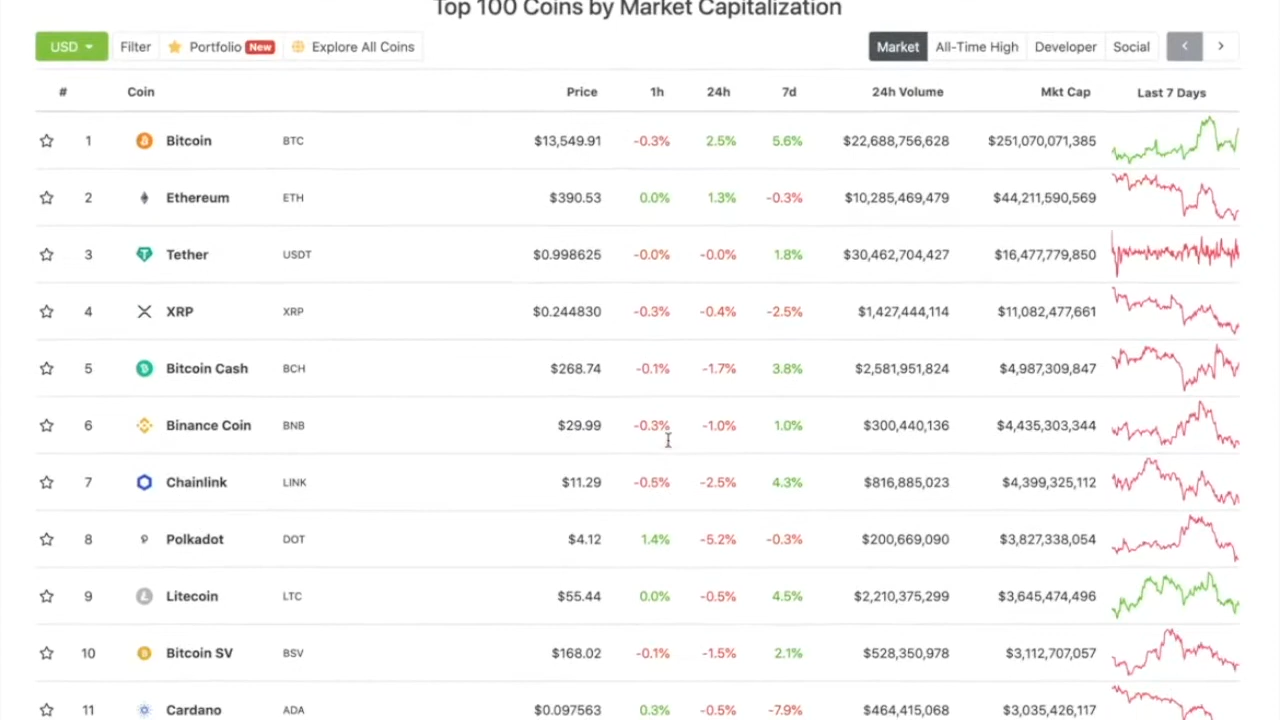 Top 100 Coins by Market Capitalization
USD Filter Portfolio New Explore All Coins Market All-Time High Developer Social
# Coin Price 1h 24h 7d 24h Volume Mkt Cap Last 7 Days
1 Bitcoin BTC $13,549.91 -0.3% 2.5% 5.6% $22,688,756,628 $251,070,071,385
2 Ethereum ETH $390.53 0.0% 1.3% -0.3% $10,285,469,479 $44,211,590,569
3 Tether USDT $0.998625 -0.0% -0.0% 1.8% $30,462,704,427 $16,477,779,850
4 XRP XRP $0.244830 -0.3% -0.4% -2.5% $1,427,444,114 $11,082,477,661
5 Bitcoin Cash BCH $268.74 -0.1% -1.7% 3.8% $2,581,951,824 $4,987,309,847
6 Binance Coin BNB $29.99 -0.3% -1.0% 1.0% $300,440,136 $4,435,303,344
7 Chainlink LINK $11.29 -0.5% -2.5% 4.3% $816,885,023 $4,399,325,112
8 Polkadot DOT $4.12 1.4% -5.2% -0.3% $200,669,090 $3,827,338,054
9 Litecoin LTC $55.44 0.0% -0.5% 4.5% $2,210,375,299 $3,645,474,496
10 Bitcoin SV BSV $168.02 -0.1% -1.5% 2.1% $528,350,978 $3,112,707,057
11 Cardano ADA $0.097563 0.3% -0.5% -7.9% $464,415,068 $3,035,426,117